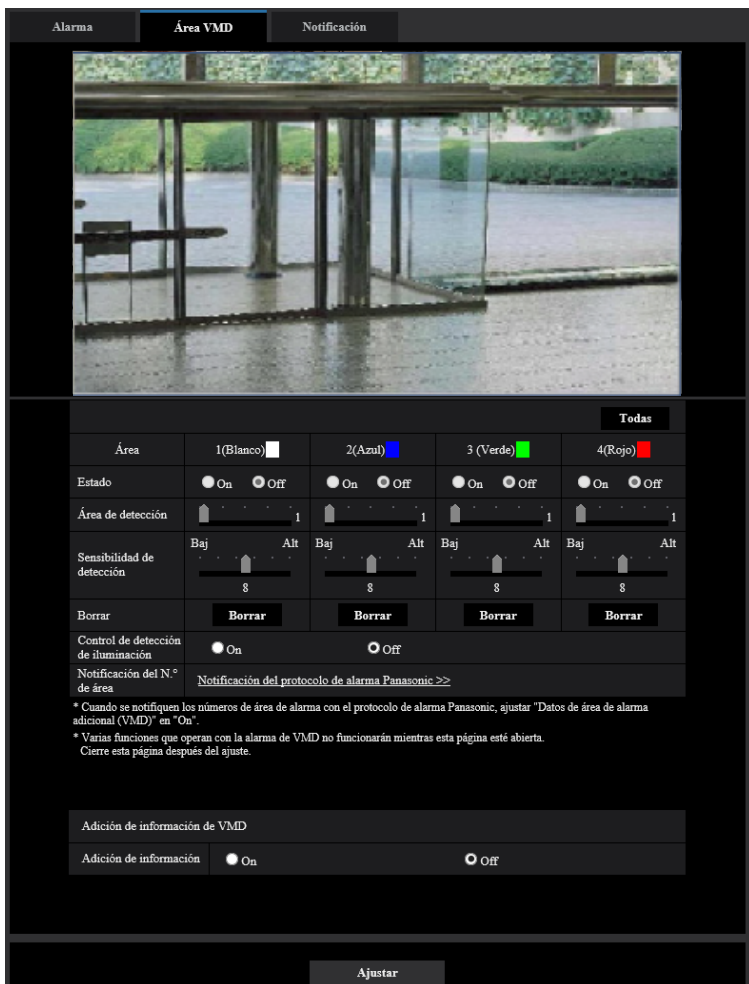 Alarma Área VMD Notificación
Todas
Área 1(Blanco) 2(Azul) 3 (Verde) 4(Rojo)
Estado On Off On Off On Off On Off
Área de detección 1 1 1 1
Sensibilidad de
detección
Baj Alt Baj Alt Baj Alt Baj Alt
8 8 8 8
Borrar Borrar Borrar Borrar Borrar
Control de detección
de iluminación
On Off
Notificación del N.°
de área
Notificación del protocolo de alarma Panasonic >>
* Cuando se notifiquen los números de área de alarma con el protocolo de alarma Panasonic, ajustar "Datos de área de alarma
adicional (VMD)" en "On".
* Varias funciones que operan con la alarma de VMD no funcionarán mientras esta página esté abierta.
Cierre esta página después del ajuste.
Adición de información de VMD
Adición de información On Off
Ajustar